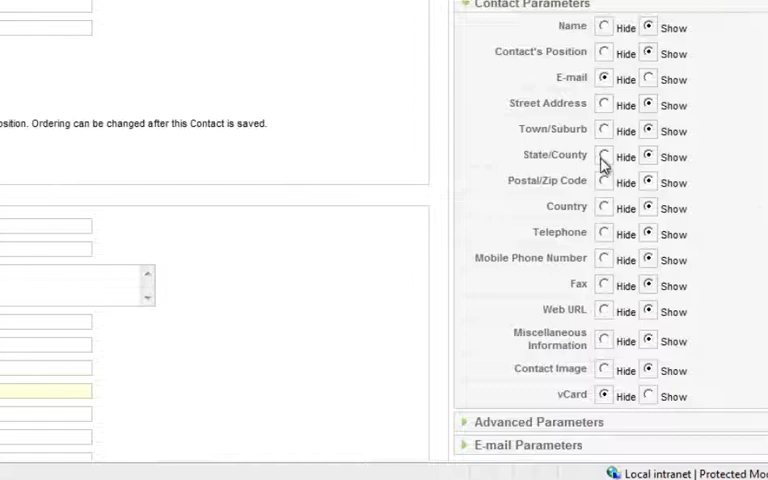 Contact Parameters
Name Hide Show
Contact's Position Hide Show
E-mail Hide Show
Street Address Hide Show
osition. Ordering can be changed after this Contact is saved.
Town/Suburb Hide Show
State/County Hide Show
Postal/Zip Code Hide Show
Country Hide Show
Telephone Hide Show
Mobile Phone Number Hide Show
Fax Hide Show
Web URL Hide Show
Miscellaneous
Information Hide Show
Contact Image Hide Show
vCard Hide Show
Advanced Parameters
E-mail Parameters
Local intranet | Protected Mo